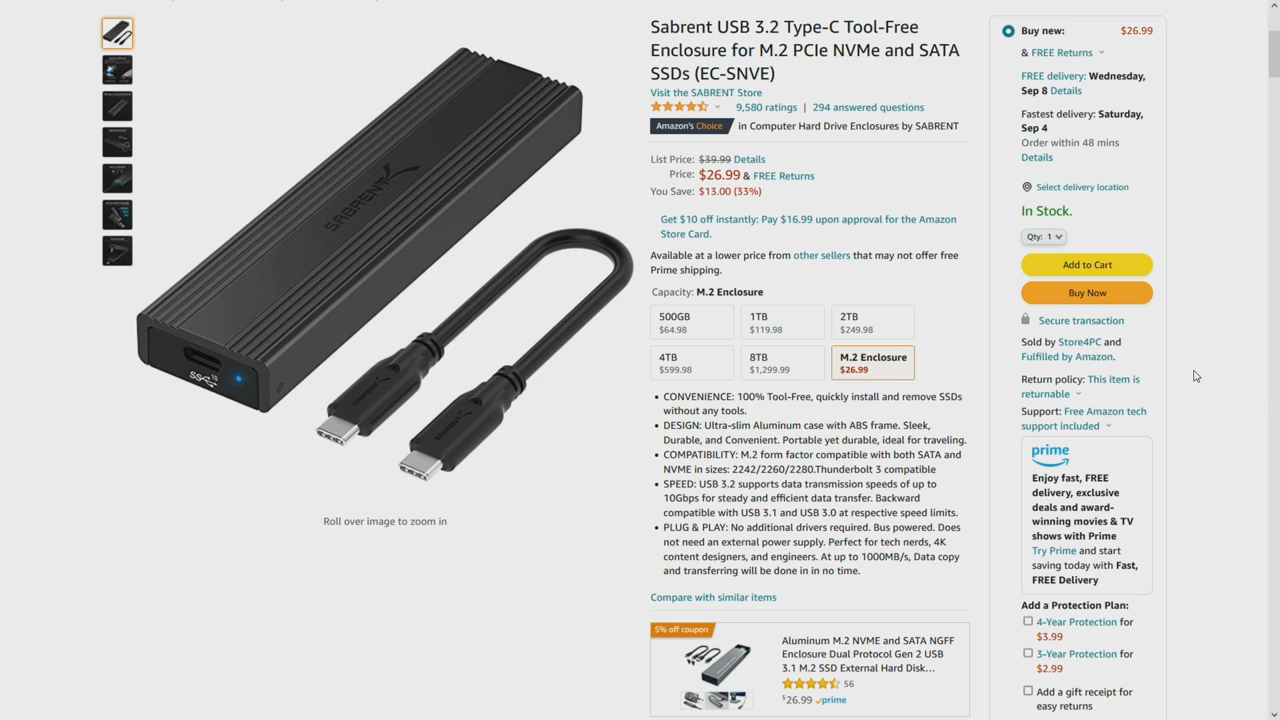 Sabrent USB 3.2 Type-C Tool-Free
Enclosure for M.2 PCIe NVMe and SATA
SSDs (EC-SNVE)
Visit the SABRENT Store
9,580 ratings | 294 answered questions
Amazon's Choice in Computer Hard Drive Enclosures by SABRENT
List Price: $39.99 Details
Price: $26.99 & FREE Returns
You Save: $13.00 (33%)
Get $10 off instantly: Pay $16.99 upon approval for the Amazon
Store Card.
Available at a lower price from other sellers that may not offer free
Prime shipping.
Capacity: M.2 Enclosure
500GB
$64.98
1TB
$119.98
2TB
$249.98
4TB
$599.98
8TB
$1,299.99
M.2 Enclosure
$26.99
• CONVENIENCE: 100% Tool-Free, quickly install and remove SSDs
without any tools.
• DESIGN: Ultra-slim Aluminum case with ABS frame. Sleek,
Durable, and Convenient. Portable yet durable, ideal for traveling.
• COMPATIBILITY: M.2 form factor compatible with both SATA and
NVME in sizes: 2242/2260/2280.Thunderbolt 3 compatible
• SPEED: USB 3.2 supports data transmission speeds of up to
10Gbps for steady and efficient data transfer. Backward
compatible with USB 3.1 and USB 3.0 at respective speed limits.
• PLUG & PLAY: No additional drivers required. Bus powered. Does
not need an external power supply. Perfect for tech nerds, 4K
content designers, and engineers. At up to 1000MB/s, Data copy
and transferring will be done in in no time.
Compare with similar items
5% off coupon
Aluminum M.2 NVME and SATA NGFF
Enclosure Dual Protocol Gen 2 USB
3.1 M.2 SSD External Hard Disk...
56
$26.99 prime
SABRENT
SS 10
SABRENT
SABRENT
Roll over image to zoom in
Buy new: $26.99
& FREE Returns
FREE delivery: Wednesday,
Sep 8 Details
Fastest delivery: Saturday,
Sep 4
Order within 48 mins
Details
Select delivery location
In Stock.
Qty: 1
Add to Cart
Buy Now
Secure transaction
Sold by Store4PC and
Fulfilled by Amazon.
Return policy: This item is
returnable
Support: Free Amazon tech
support included
prime
Enjoy fast, FREE
delivery, exclusive
deals and award-
winning movies & TV
shows with Prime
Try Prime and start
saving today with Fast,
FREE Delivery
Add a Protection Plan:
4-Year Protection for
$3.99
3-Year Protection for
$2.99
Add a gift receipt for
easy returns